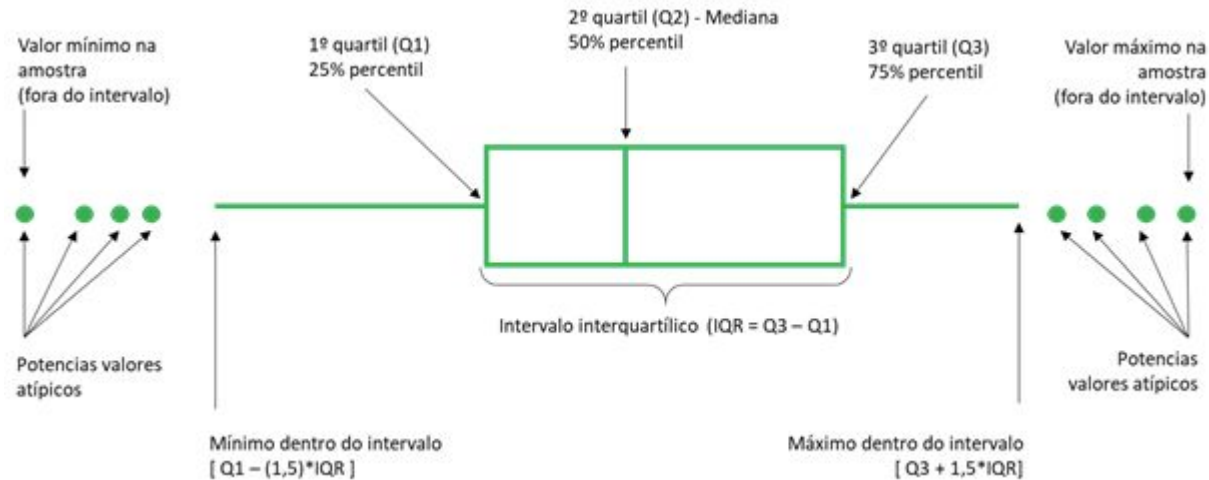 Valor mínimo na
amostra
(fora do intervalo)
1º quartil (Q1)
25% percentil
2º quartil (Q2) - Mediana
50% percentil
3º quartil (Q3)
75% percentil
Valor máximo na
amostra
(fora do intervalo)
Intervalo interquartílico (IQR = Q3 – Q1)
Potencias valores
atípicos
Potencias
valores atípicos
Mínimo dentro do intervalo
[ Q1 – (1,5)*IQR ]
Máximo dentro do intervalo
[ Q3 + 1,5*IQR]